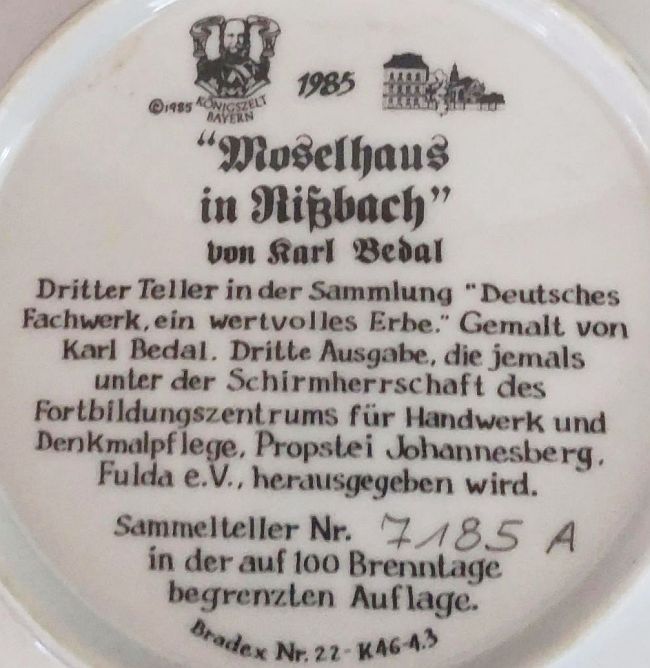 ©1985 KÖNIGSZELT
BAYERN
1985
"Moselhaus
in Rißbach"
von Karl Bedal
Dritter Teller in der Sammlung "Deutsches
Fachwerk, ein wertvolles Erbe." Gemalt von
Karl Bedal. Dritte Ausgabe, die jemals
unter der Schirmherrschaft des
Fortbildungszentrums für Handwerk und
Denkmalpflege, Propstei Johannesberg,
Fulda e.V., herausgegeben wird.
Sammelteller Nr. 7185 A
in der auf 100 Brenntage
begrenzten Auflage.
Bradex Nr. 22-K46-4.3